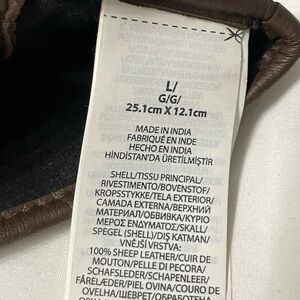 L/
G/G/
25.1cm X 12.1cm
MADE IN INDIA
FABRIQUÉ EN INDE
HECHO EN INDIA
HİNDİSTAN'DA ÜRETİLMİŞTİR
SHELL/TISSU PRINCIPAL/
RIVESTIMENTO/BOVENSTOF/
KROKYSSTYKKE/TELA EXTERIOR/
CAMADA EXTERNA/ВЕРХНИЙ
МАТЕРИАЛ/ОБВИВКА/ΚΥΡΙΟ
ΜΕΡΟΣ ΕΠΕΝΔΥΣΗΣ/SKALL/
SPEGEL (SHELL)/DIŞ KATMAN/
VNĚJŠÍ VRSTVA:
100% SHEEP LEATHER/CUIR DE
MOUTON/PELLE DI PECORA/
SCHAFSLEDER/SCHAPENLEER/
FÅRELÆDER/PIEL OVINA/COURO DE
OVELHA/ШЕВРЕТ/ОБРАБОТЕНА